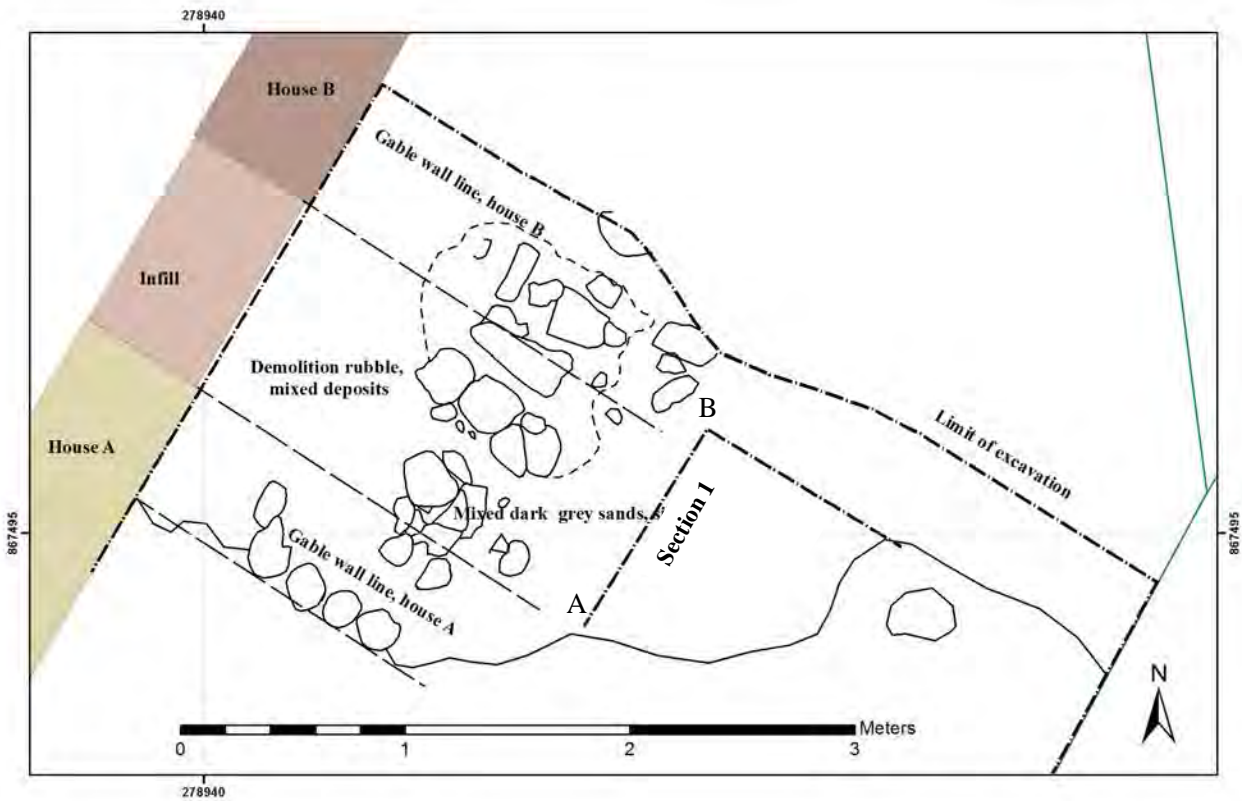 278940
House B
Gable wall line, house B
Infill
Demolition rubble,
mixed deposits
House A
B
Limit of excavation
867495
Mixed dark grey sands,
Section 1
867495
Gable wall line, house A
A
N
Meters
0 1 2 3
278940